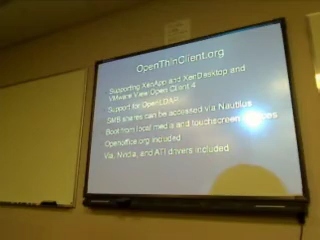 OpenThinClient.org
Supporting XenApp and XenDesktop and
VMware View Open Client 4
Support for OpenLDAP
SMB shares can be accessed via Nautilus
Boot from local media and touchscreen devices
Openoffice.org included
Via, Nvidia, and ATI drivers included